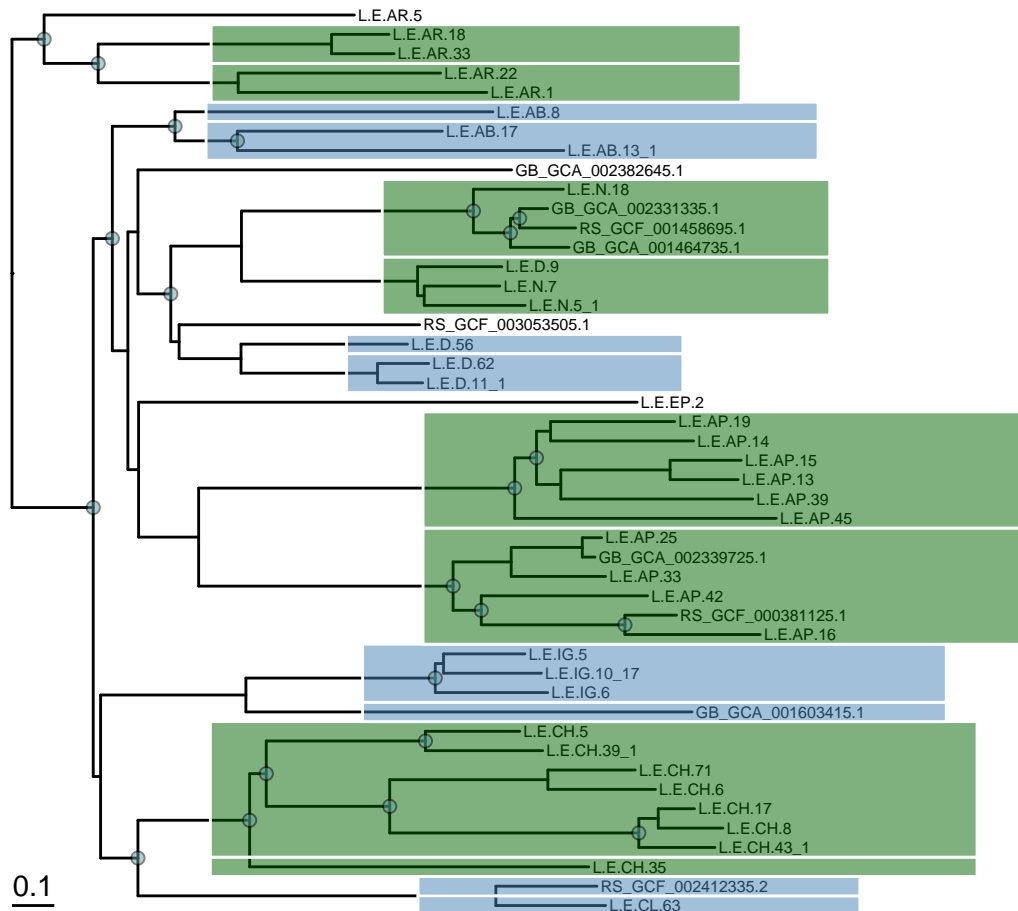 L.E.AR.5
L.E.AR.18
L.E.AR.33
L.E.AR.22
L.E.AR.1
L.E.AB.8
L.E.AB.17
L.E.AB.13_1
GB_GCA_002382645.1
L.E.N.18
GB_GCA_002331335.1
RS_GCF_001458695.1
GB_GCA_001464735.1
L.E.D.9
L.E.N.7
L.E.N.5_1
RS_GCF_003053505.1
L.E.D.56
L.E.D.62
L.E.D.11_1
L.E.EP.2
L.E.AP.19
L.E.AP.14
L.E.AP.15
L.E.AP.13
L.E.AP.39
L.E.AP.45
L.E.AP.25
GB_GCA_002339725.1
L.E.AP.33
L.E.AP.42
RS_GCF_000381125.1
L.E.AP.16
L.E.IG.5
L.E.IG.10_17
L.E.IG.6
GB_GCA_001603415.1
L.E.CH.5
L.E.CH.39_1
L.E.CH.71
L.E.CH.6
L.E.CH.17
L.E.CH.8
L.E.CH.43_1
L.E.CH.35
RS_GCF_002412335.2
L.E.CL.63
0.1